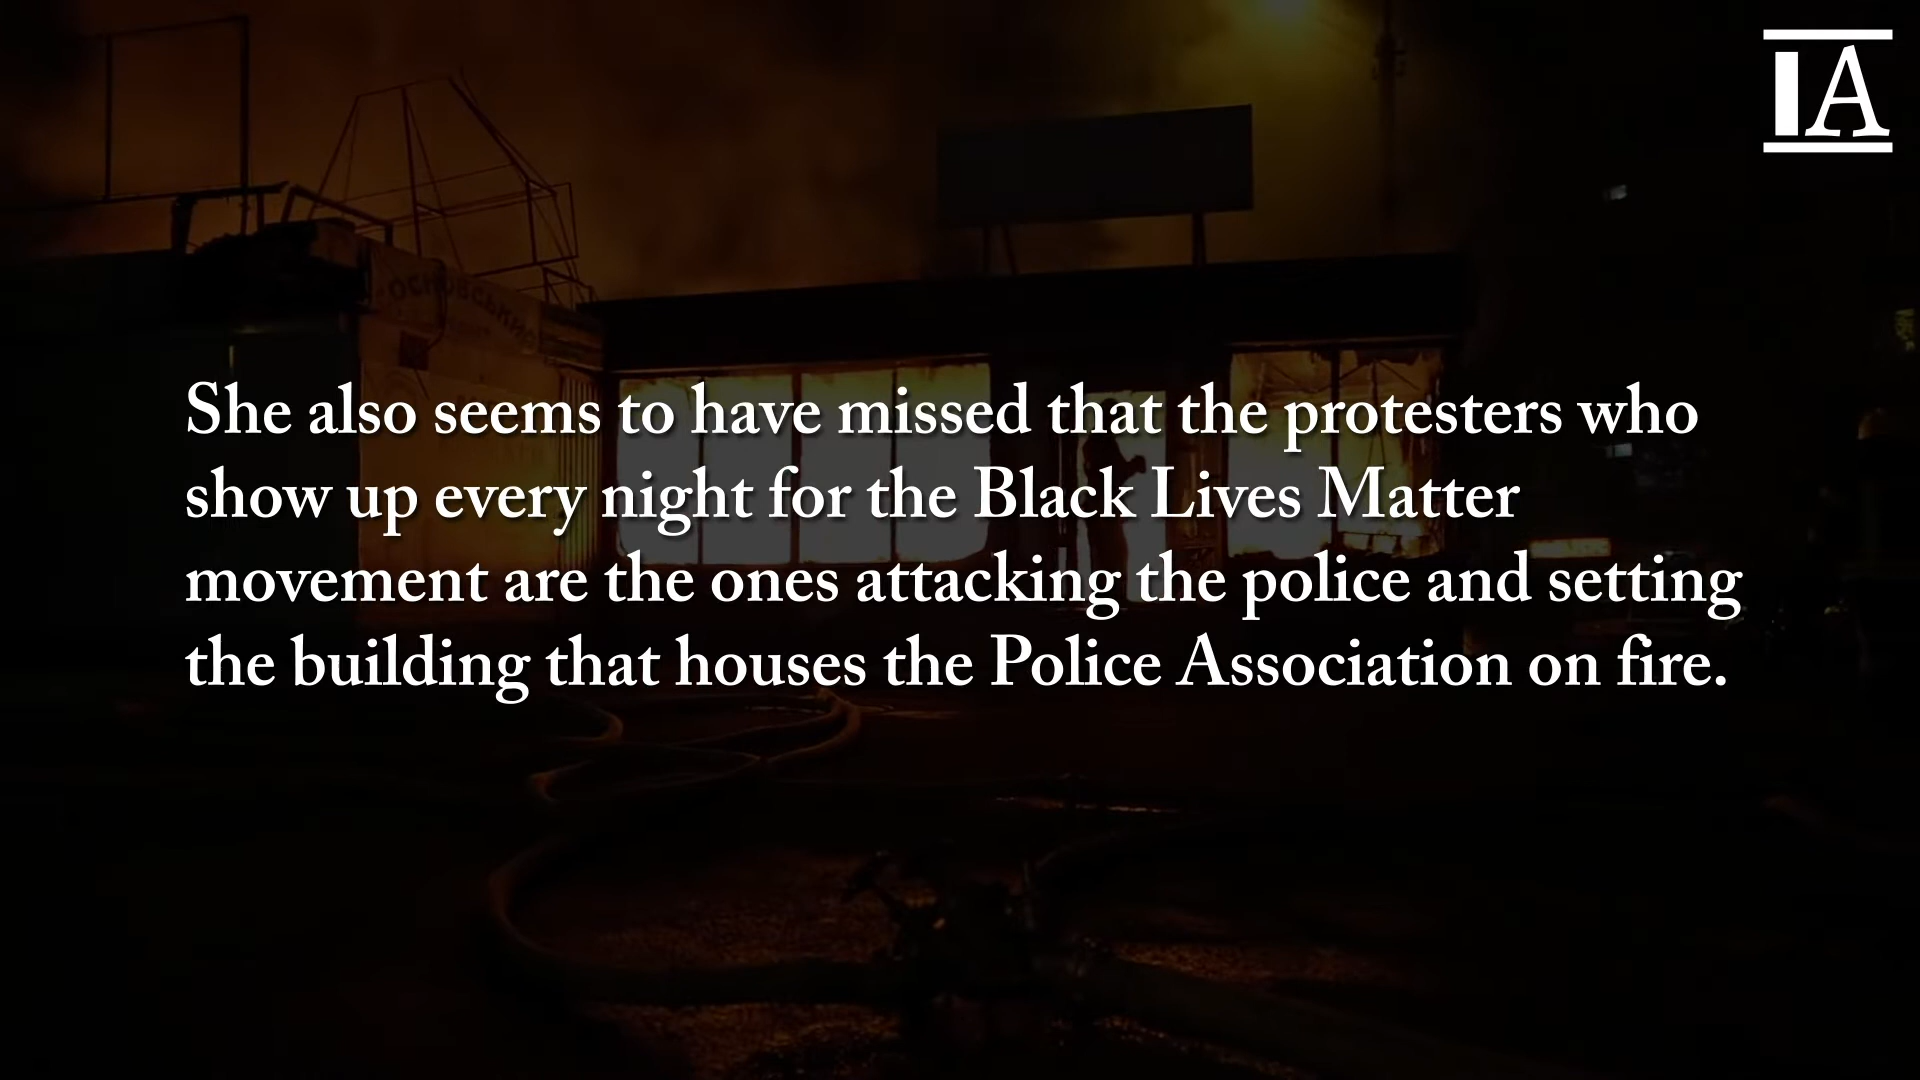 IA
She also seems to have missed that the protesters who
show up every night for the Black Lives Matter
movement are the ones attacking the police and setting
the building that houses the Police Association on fire.